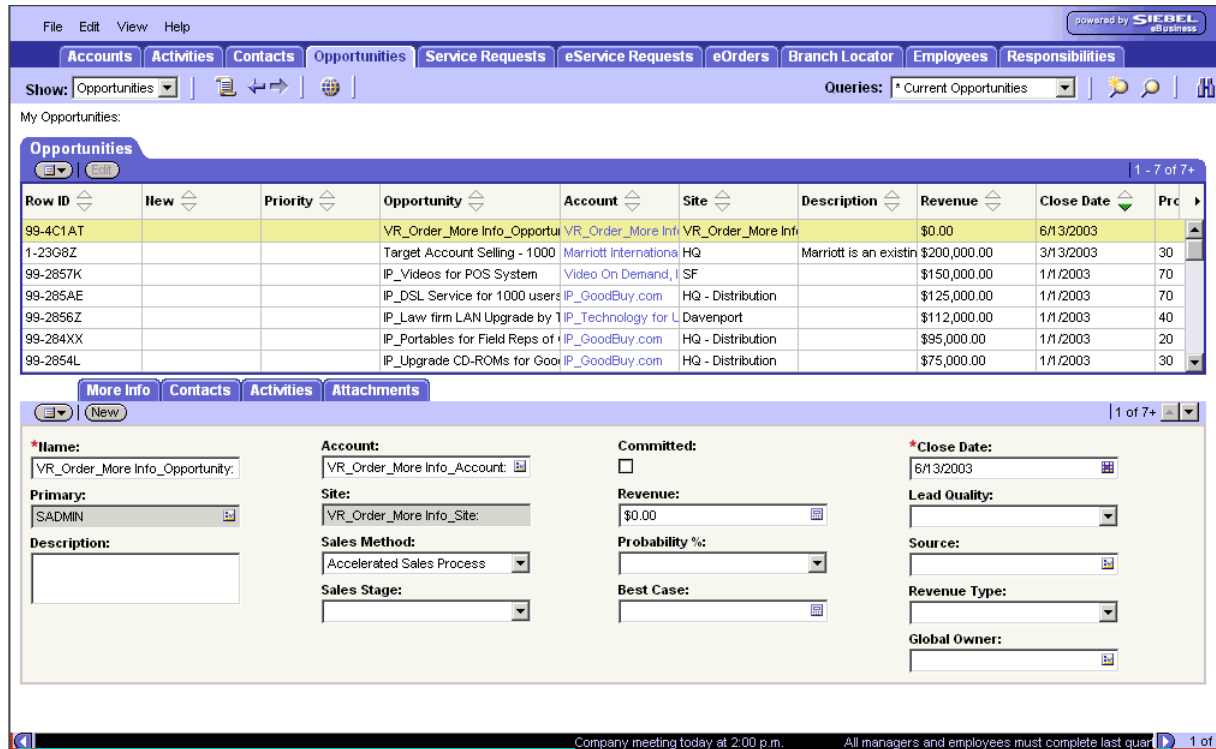 File Edit View Help
powered by SIEBEL eBusiness
Accounts Activities Contacts Opportunities Service Requests eService Requests eOrders Branch Locator Employees Responsibilities
Show: Opportunities Queries: * Current Opportunities
My Opportunities:
Opportunities
Edit 1 - 7 of 7+
Row ID New Priority Opportunity Account Site Description Revenue Close Date Prc
99-4C1AT VR_Order_More Info_Opportu VR_Order_More Inf VR_Order_More Inf $0.00 6/13/2003
1-23G8Z Target Account Selling - 1000 Marriott Internationa HQ Marriott is an existin $200,000.00 3/13/2003 30
99-2857K IP_Videos for POS System Video On Demand, I SF $150,000.00 1/1/2003 70
99-285AE IP_DSL Service for 1000 users IP_GoodBuy.com HQ - Distribution $125,000.00 1/1/2003 70
99-2856Z IP_Law firm LAN Upgrade by IP_Technology for Davenport $112,000.00 1/1/2003 40
99-284XX IP_Portables for Field Reps of IP_GoodBuy.com HQ - Distribution $95,000.00 1/1/2003 20
99-2854L IP_Upgrade CD-ROMs for Goo IP_GoodBuy.com HQ - Distribution $75,000.00 1/1/2003 30
More Info Contacts Activities Attachments
New 1 of 7+
*Name: Account: Committed: *Close Date:
VR_Order_More Info_Opportunity: VR_Order_More Info_Account: 6/13/2003
Primary: Site: Revenue: Lead Quality:
SADMIN VR_Order_More Info_Site: $0.00
Description: Sales Method: Probability %: Source:
Accelerated Sales Process
Sales Stage: Best Case: Revenue Type:
Global Owner:
Company meeting today at 2:00 p.m. All managers and employees must complete last quart 1 of